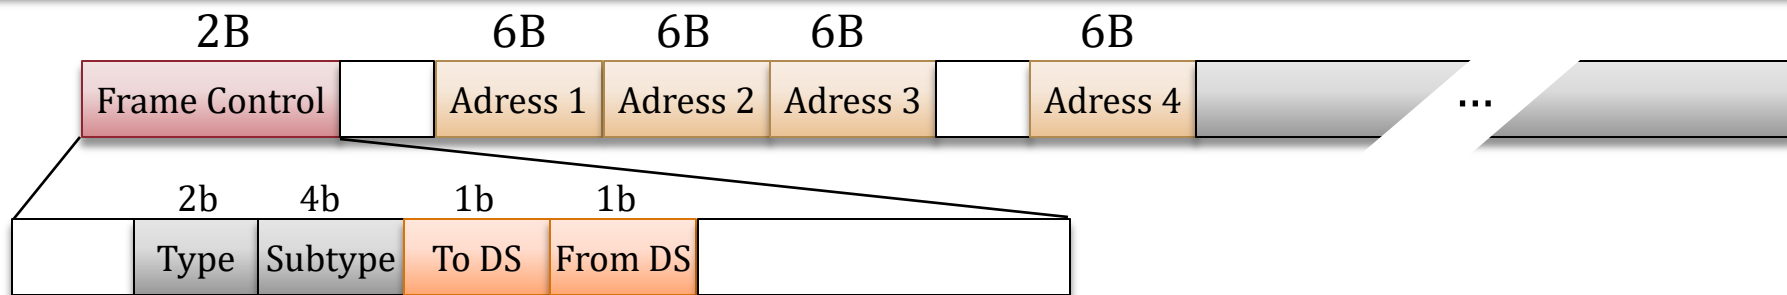 2B 6B 6B 6B 6B
Frame Control Adress 1 Adress 2 Adress 3 Adress 4 ...
2b 4b 1b 1b
Type Subtype To DS From DS